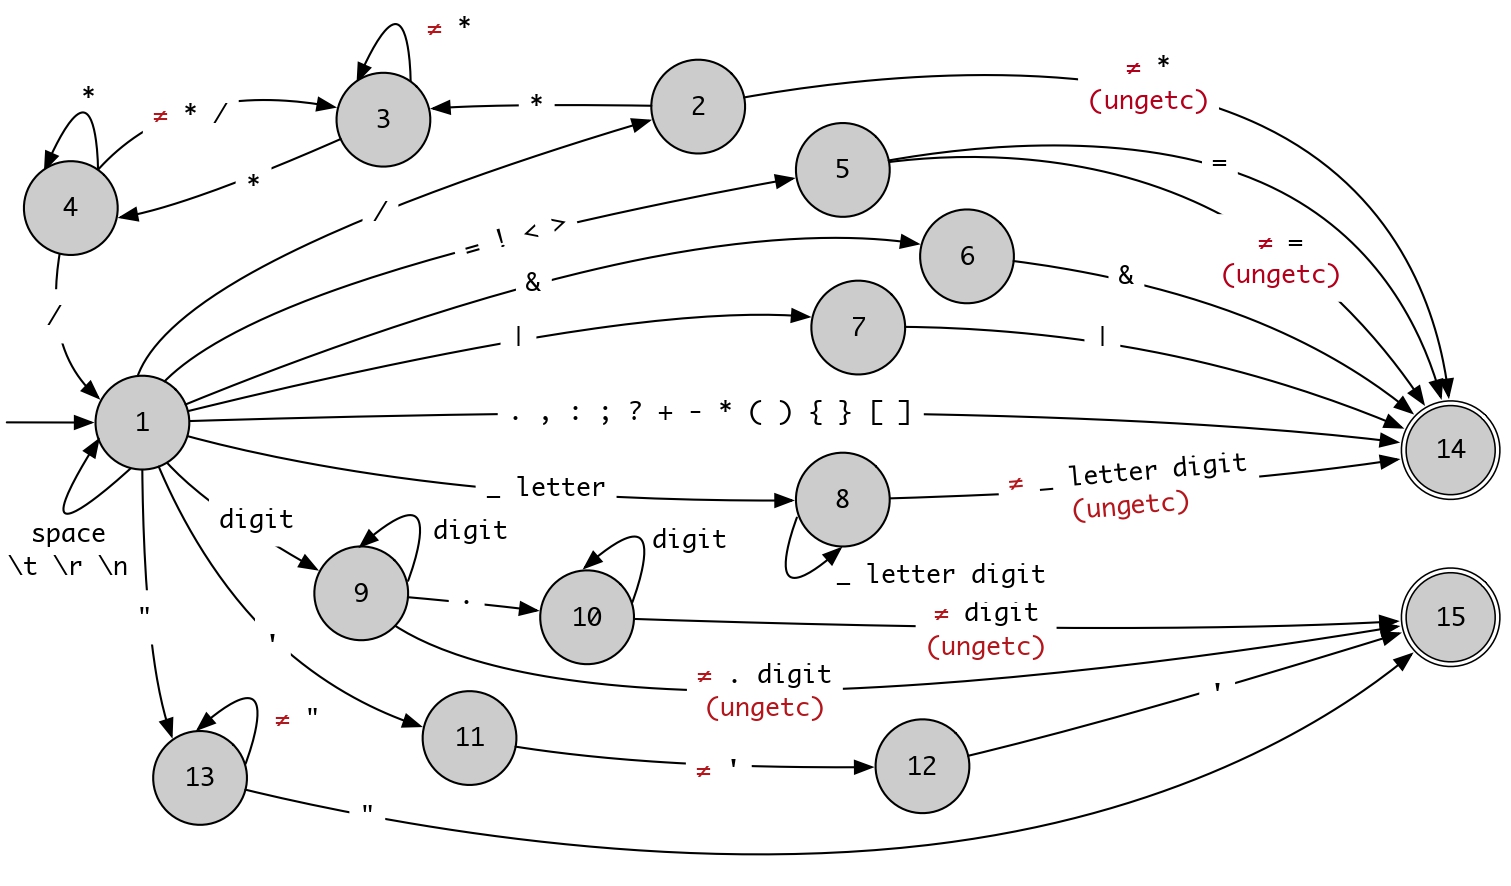 ≠ *
*
≠ * /
3
*
2
≠ *
(ungetc)
4
*
/
5
=
= ! < >
6
≠ =
(ungetc)
&
&
/
7
|
|
1
. , : ; ? + - * ( ) { } [ ]
14
_ letter
8
≠ _ letter digit
(ungetc)
space
\t \r \n
digit
digit
digit
_ letter digit
9
.
10
≠ digit
(ungetc)
15
"
'
≠ . digit
(ungetc)
'
13
≠ "
11
≠ '
12
"